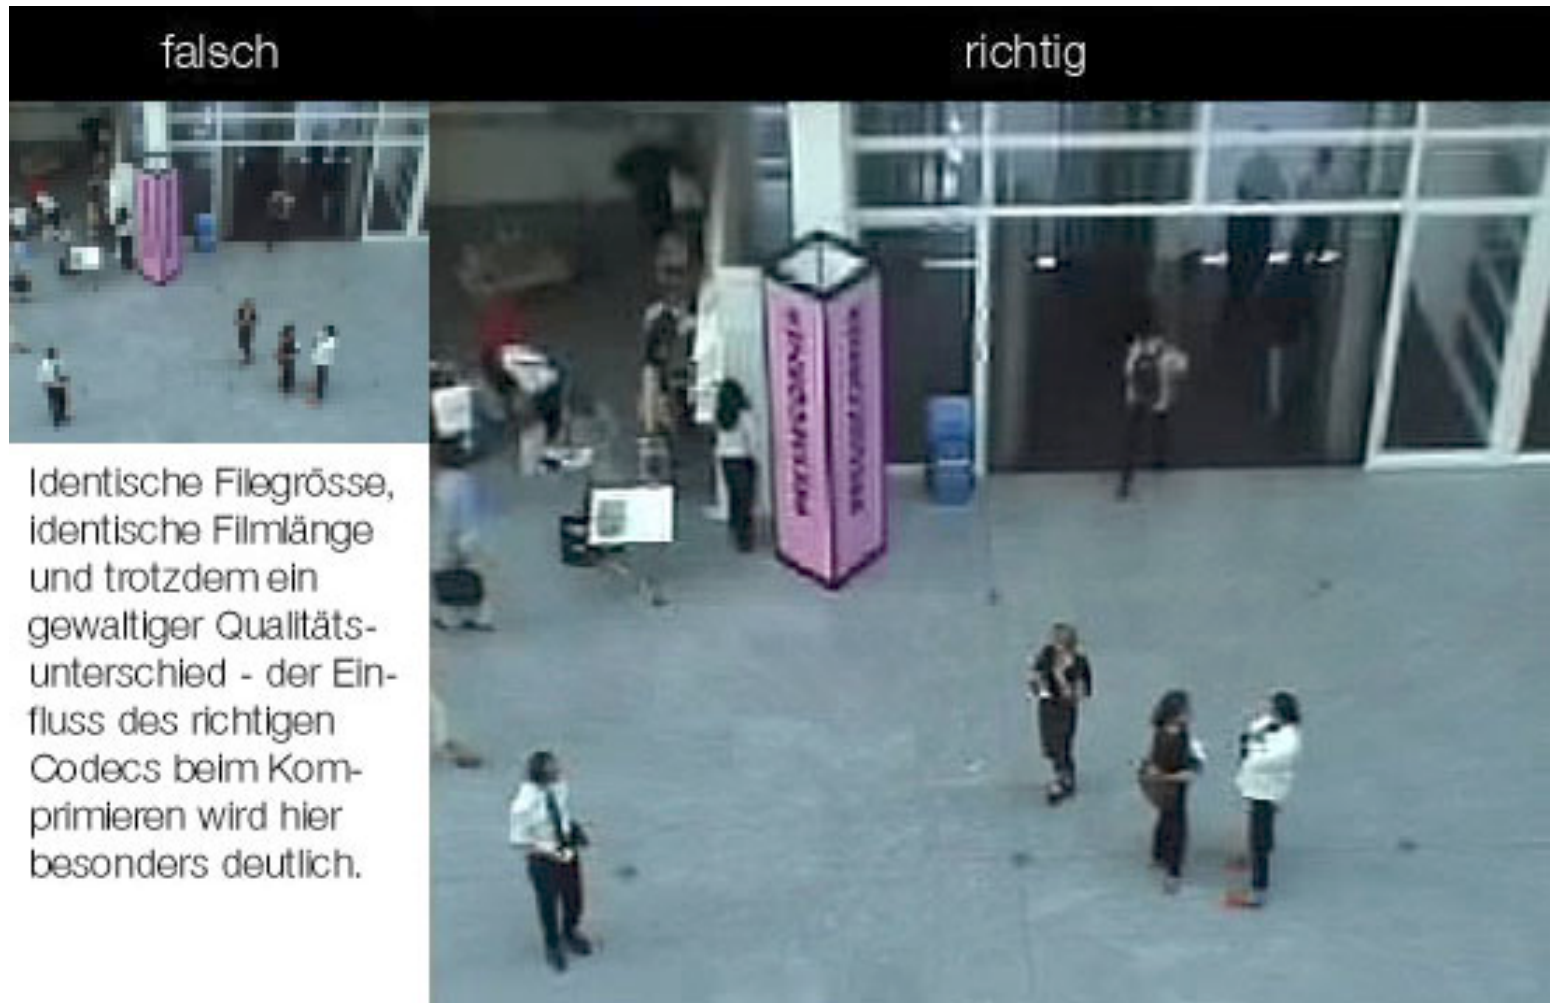 falsch
richtig
Identische Filegrösse,
identische Filmlänge
und trotzdem ein
gewaltiger Qualitäts-
unterschied - der Ein-
fluss des richtigen
Codecs beim Kom-
primieren wird hier
besonders deutlich.